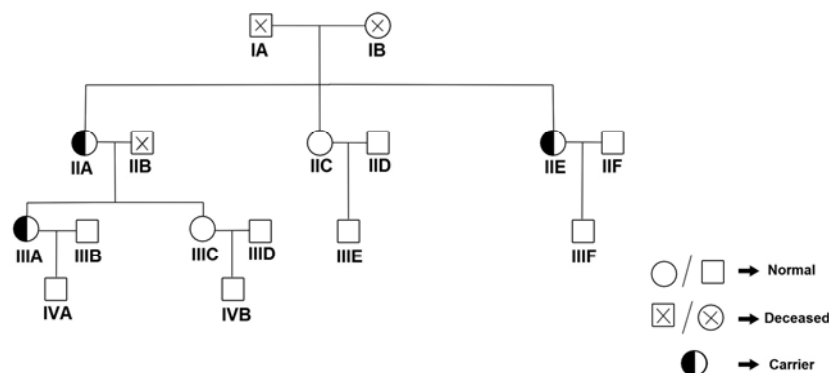 IA IB
IIA IIB IIC IID IIE IIF
IIIA IIIB IIIC IIID IIIE IIIF
IVA IVB
Normal
Deceased
Carrier